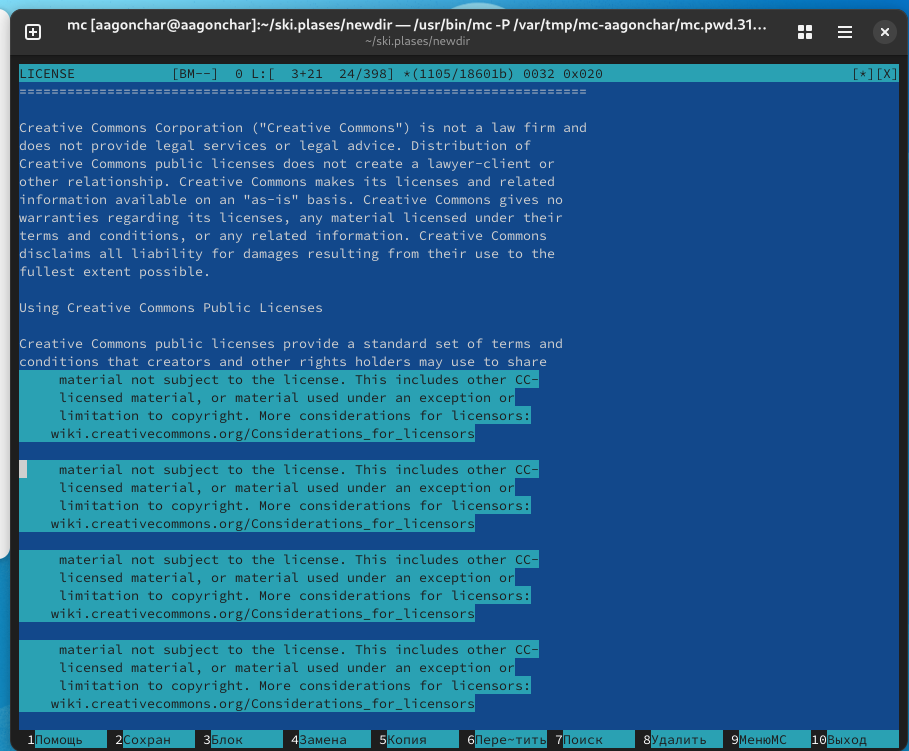 mc [aagonchar@aagonchar]:~/ski.plases/newdir — /usr/bin/mc -P /var/tmp/mc-aagonchar/mc.pwd.31…
~/ski.plases/newdir
LICENSE [BM--] 0 L:[ 3+21 24/398] *(1105/18601b) 0032 0x020 [*][X]
=======================================================================
Creative Commons Corporation ("Creative Commons") is not a law firm and
does not provide legal services or legal advice. Distribution of
Creative Commons public licenses does not create a lawyer-client or
other relationship. Creative Commons makes its licenses and related
information available on an "as-is" basis. Creative Commons gives no
warranties regarding its licenses, any material licensed under their
terms and conditions, or any related information. Creative Commons
disclaims all liability for damages resulting from their use to the
fullest extent possible.
Using Creative Commons Public Licenses
Creative Commons public licenses provide a standard set of terms and
conditions that creators and other rights holders may use to share
material not subject to the license. This includes other CC-
licensed material, or material used under an exception or
limitation to copyright. More considerations for licensors:
wiki.creativecommons.org/Considerations_for_licensors
material not subject to the license. This includes other CC-
licensed material, or material used under an exception or
limitation to copyright. More considerations for licensors:
wiki.creativecommons.org/Considerations_for_licensors
material not subject to the license. This includes other CC-
licensed material, or material used under an exception or
limitation to copyright. More considerations for licensors:
wiki.creativecommons.org/Considerations_for_licensors
material not subject to the license. This includes other CC-
licensed material, or material used under an exception or
limitation to copyright. More considerations for licensors:
wiki.creativecommons.org/Considerations_for_licensors
1Помощь 2Сохран 3Блок 4Замена 5Копия 6Пере~тить 7Поиск 8Удалить 9МенюMC 10Выход